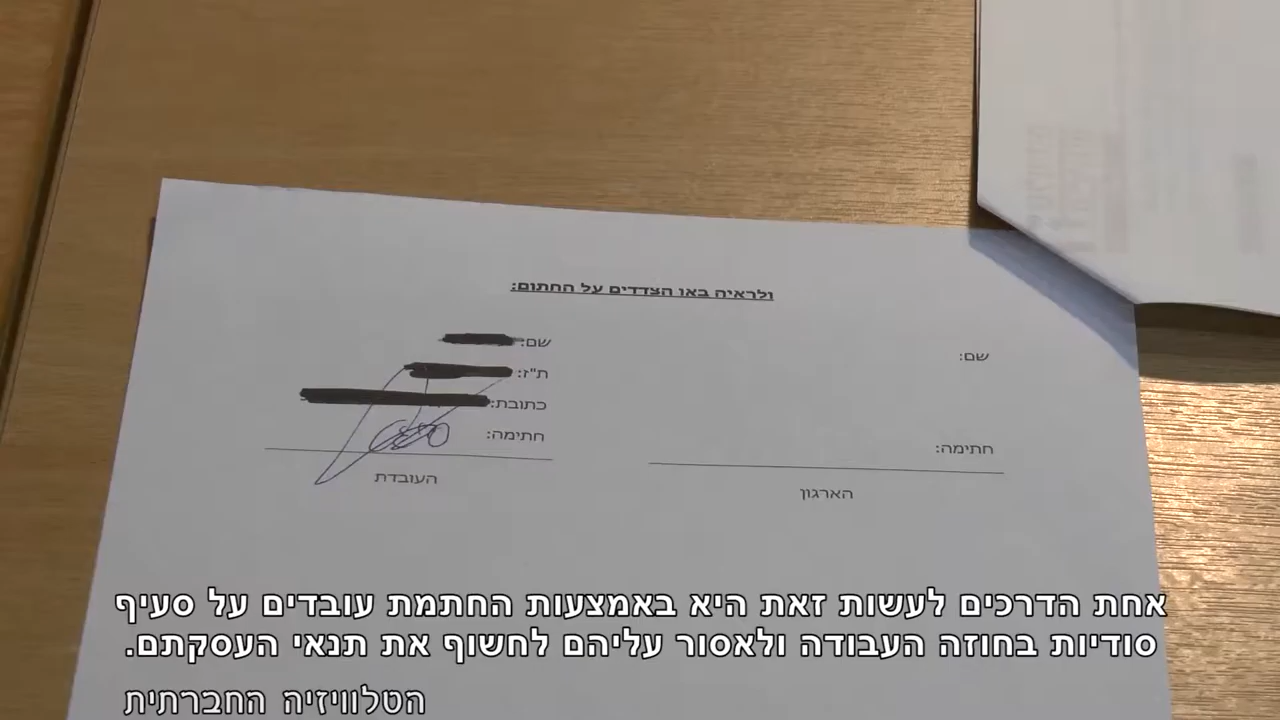 ולראיה באו הצדדים על החתום:
שם:
שם:
ת"ז:
כתובת:
חתימה:
חתימה:
העובדת
הארגון
אחת הדרכים לעשות זאת היא באמצעות החתמת עובדים על סעיף
סודיות בחוזה העבודה ולאסור עליהם לחשוף את תנאי העסקתם.
הטלוויזיה החברתית